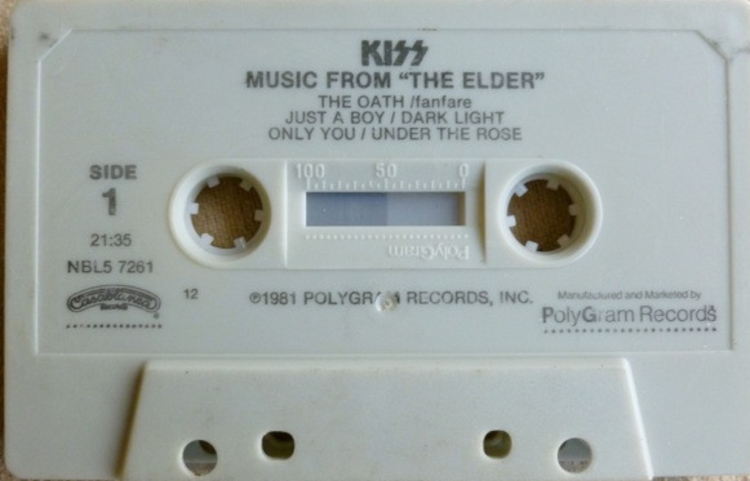 KISS
MUSIC FROM "THE ELDER"
THE OATH /fanfare
JUST A BOY / DARK LIGHT
ONLY YOU / UNDER THE ROSE
SIDE
1
100 50 0
PolyGram
21:35
NBL5 7261
Casablanca
Records
12
℗1981 POLYGRAM RECORDS, INC.
Manufactured and Marketed by
PolyGram Records